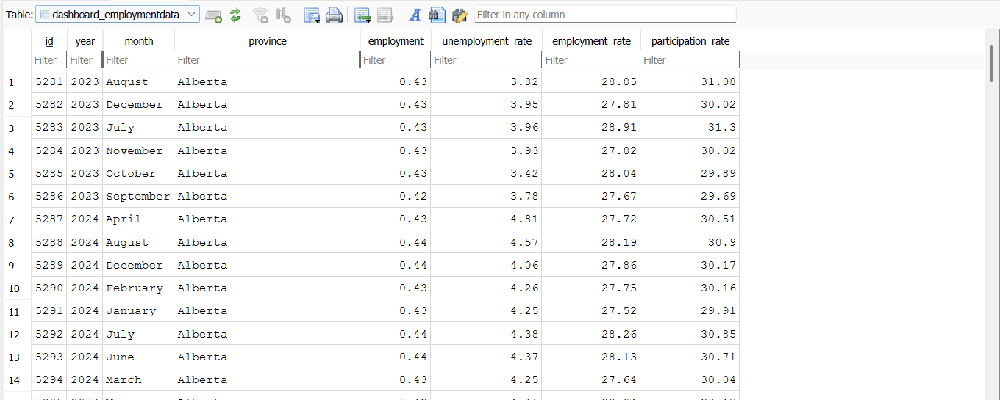 Table: dashboard_employmentdata Filter in any column
id year month province employment unemployment_rate employment_rate participation_rate
Filter Filter Filter Filter Filter Filter Filter Filter
1 5281 2023 August Alberta 0.43 3.82 28.85 31.08
2 5282 2023 December Alberta 0.43 3.95 27.81 30.02
3 5283 2023 July Alberta 0.43 3.96 28.91 31.3
4 5284 2023 November Alberta 0.43 3.93 27.82 30.02
5 5285 2023 October Alberta 0.43 3.42 28.04 29.89
6 5286 2023 September Alberta 0.42 3.78 27.67 29.69
7 5287 2024 April Alberta 0.43 4.81 27.72 30.51
8 5288 2024 August Alberta 0.44 4.57 28.19 30.9
9 5289 2024 December Alberta 0.44 4.06 27.86 30.17
10 5290 2024 February Alberta 0.43 4.26 27.75 30.16
11 5291 2024 January Alberta 0.43 4.25 27.52 29.91
12 5292 2024 July Alberta 0.44 4.38 28.26 30.85
13 5293 2024 June Alberta 0.44 4.37 28.13 30.71
14 5294 2024 March Alberta 0.43 4.25 27.64 30.04